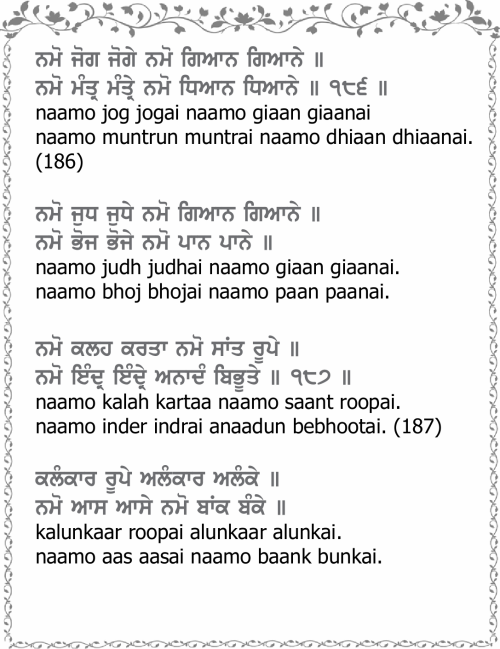 ਨਮੋ ਜੋਗ ਜੋਗੇ ਨਮੋ ਗਿਆਨ ਗਿਆਨੇ ॥
ਨਮੋ ਮੰਤ੍ਰ ਮੰਤ੍ਰੇ ਨਮੋ ਧਿਆਨ ਧਿਆਨੇ ॥ ੧੮੬ ॥
naamo jog jogai naamo giaan giaanai
naamo muntrun muntrai naamo dhiaan dhiaanai.
(186)
ਨਮੋ ਜੁਧ ਜੁਧੇ ਨਮੋ ਗਿਆਨ ਗਿਆਨੇ ॥
ਨਮੋ ਭੋਜ ਭੋਜੇ ਨਮੋ ਪਾਨ ਪਾਨੇ ॥
naamo judh judhai naamo giaan giaanai.
naamo bhoj bhojai naamo paan paanai.
ਨਮੋ ਕਲਹ ਕਰਤਾ ਨਮੋ ਸਾਂਤ ਰੂਪੇ ॥
ਨਮੋ ਇੰਦ੍ਰ ਇੰਦ੍ਰੇ ਅਨਾਦੰ ਬਿਭੂਤੇ ॥ ੧੮੭ ॥
naamo kalah kartaa naamo saant roopai.
naamo inder indrai anaadun bebhootai. (187)
ਕਲੰਕਾਰ ਰੂਪੇ ਅਲੰਕਾਰ ਅਲੰਕੇ ॥
ਨਮੋ ਆਸ ਆਸੇ ਨਮੋ ਬਾਂਕ ਬੰਕੇ ॥
kalunkaar roopai alunkaar alunkai.
naamo aas aasai naamo baank bunkai.